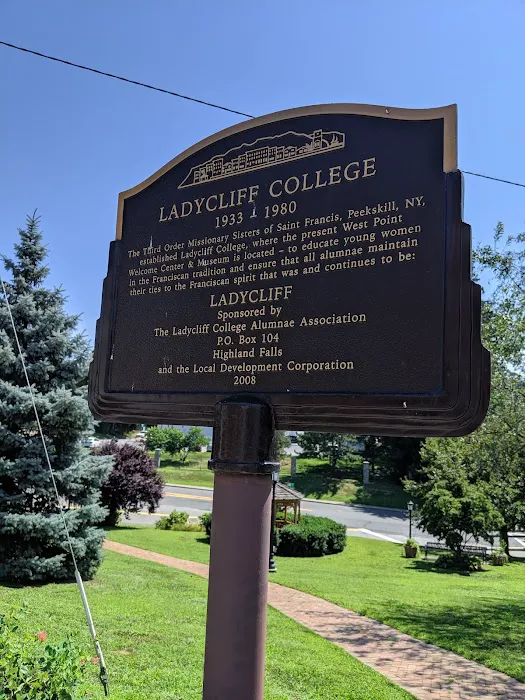 LADYCLIFF COLLEGE
1933 - 1980
The Third Order Missionary Sisters of Saint Francis, Peekskill, NY,
established Ladycliff College, where the present West Point
Welcome Center & Museum is located – to educate young women
in the Franciscan tradition and ensure that all alumnae maintain
their ties to the Franciscan spirit that was and continues to be:
LADYCLIFF
Sponsored by
The Ladycliff College Alumnae Association
P.O. Box 104
Highland Falls
and the Local Development Corporation
2008